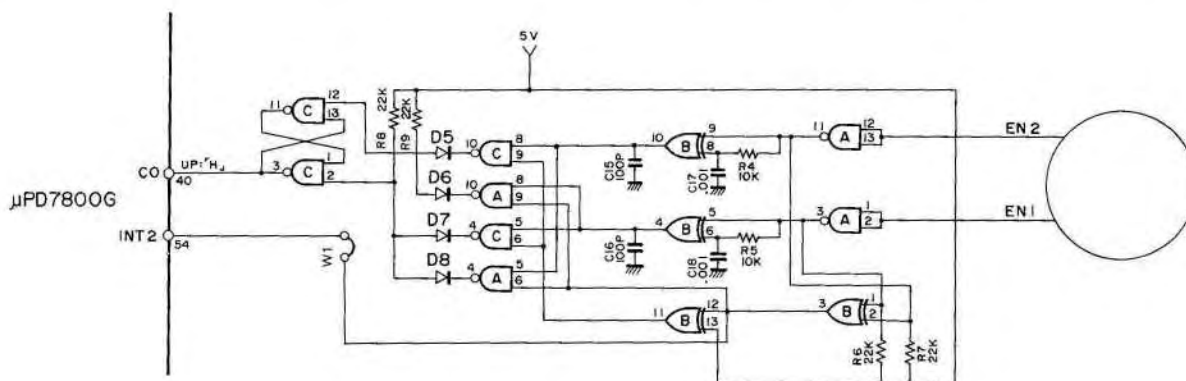 5V
μPD7800G
CO
40
UP:「H」
INT2
54
W1
11
C
12
13
3
C
1
2
R8
22K
R9
22K
D5
10
C
8
9
D6
10
A
8
9
D7
4
C
5
6
D8
4
A
5
6
C15
100P
C16
100P
10
B
9
8
C17
.001
R4
10K
4
B
5
6
C18
.001
R5
10K
11
A
12
13
EN2
3
A
1
2
EN1
11
B
12
13
3
B
1
2
R6
22K
R7
22K